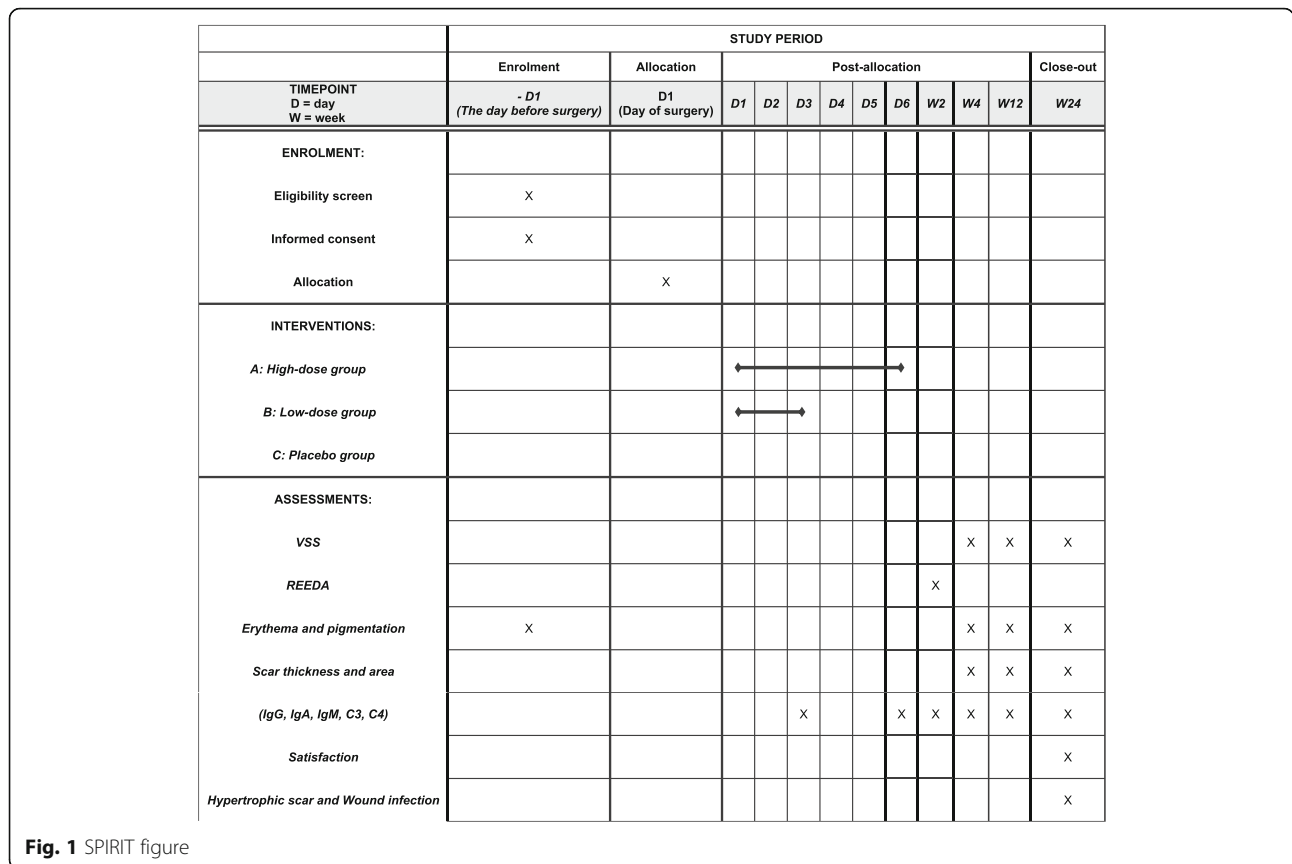 STUDY PERIOD
Enrolment Allocation Post-allocation Close-out
TIMEPOINT
D = day
W = week
- D1
(The day before surgery)
D1
(Day of surgery)
D1 D2 D3 D4 D5 D6 W2 W4 W12 W24
ENROLMENT:
Eligibility screen X
Informed consent X
Allocation X
INTERVENTIONS:
A: High-dose group
B: Low-dose group
C: Placebo group
ASSESSMENTS:
VSS X X X
REEDA X
Erythema and pigmentation X X X X
Scar thickness and area X X X
(IgG, IgA, IgM, C3, C4) X X X X X X
Satisfaction X
Hypertrophic scar and Wound infection X
Fig. 1 SPIRIT figure